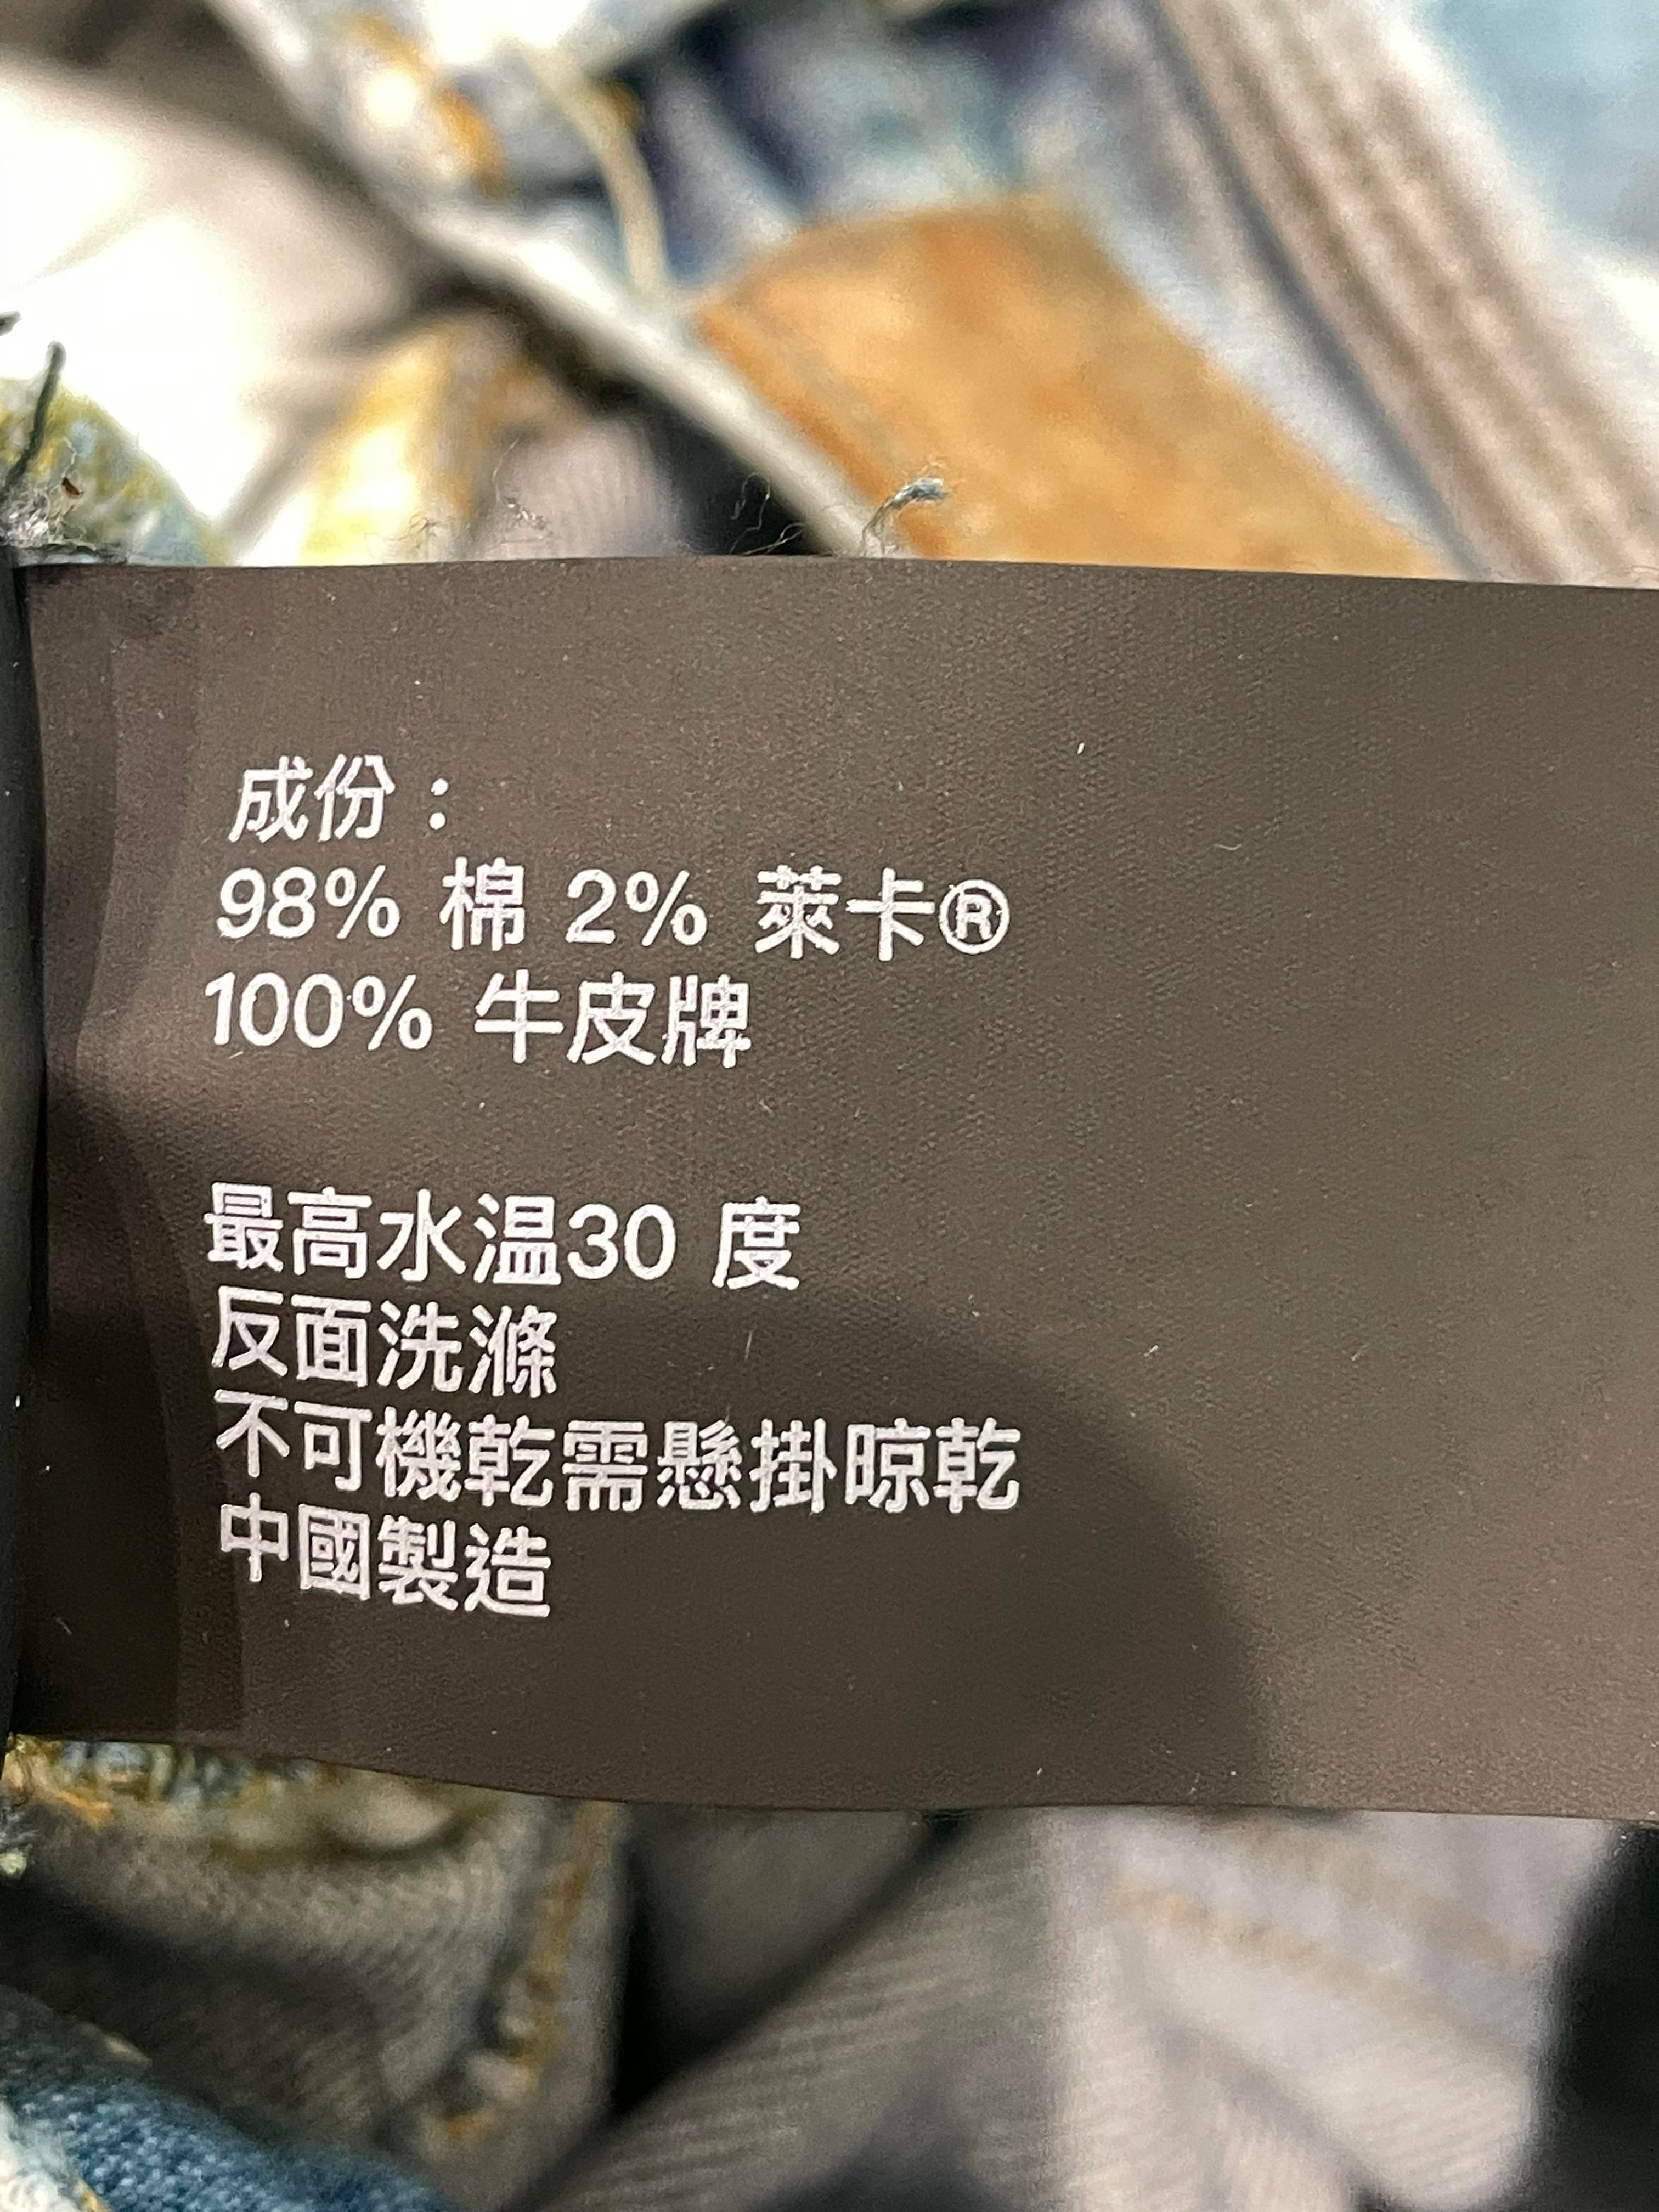 成份：
98% 棉 2% 萊卡®
100% 牛皮牌
最高水温30 度
反面洗滌
不可機乾需懸掛晾乾
中國製造